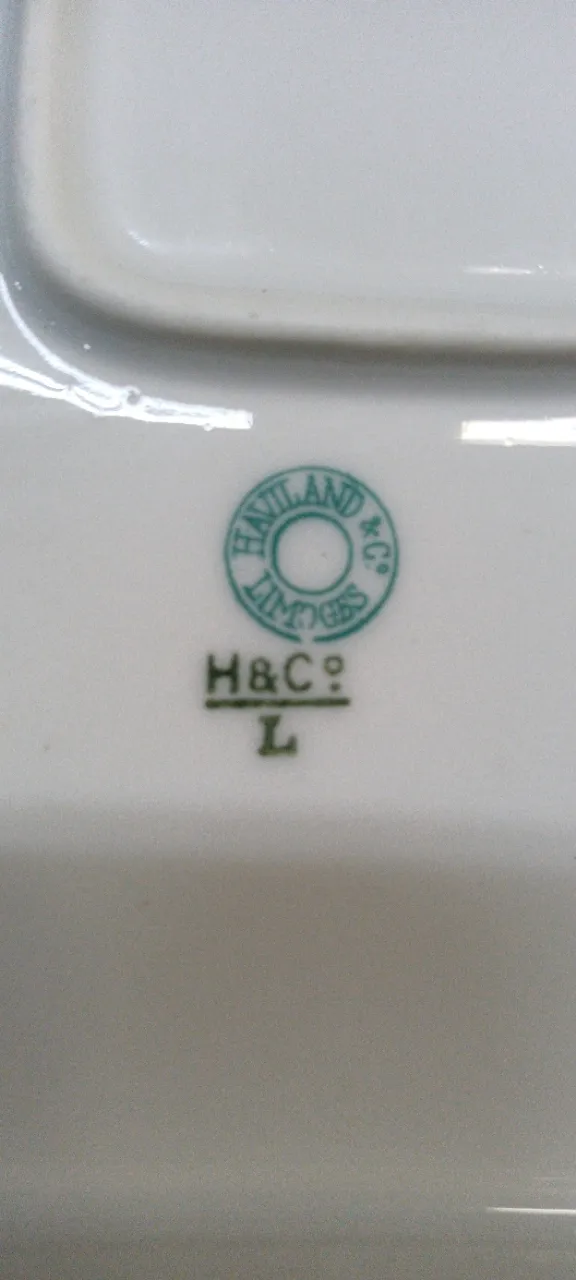 HAVILAND & Cº
LIMOGES
H&Cº
L